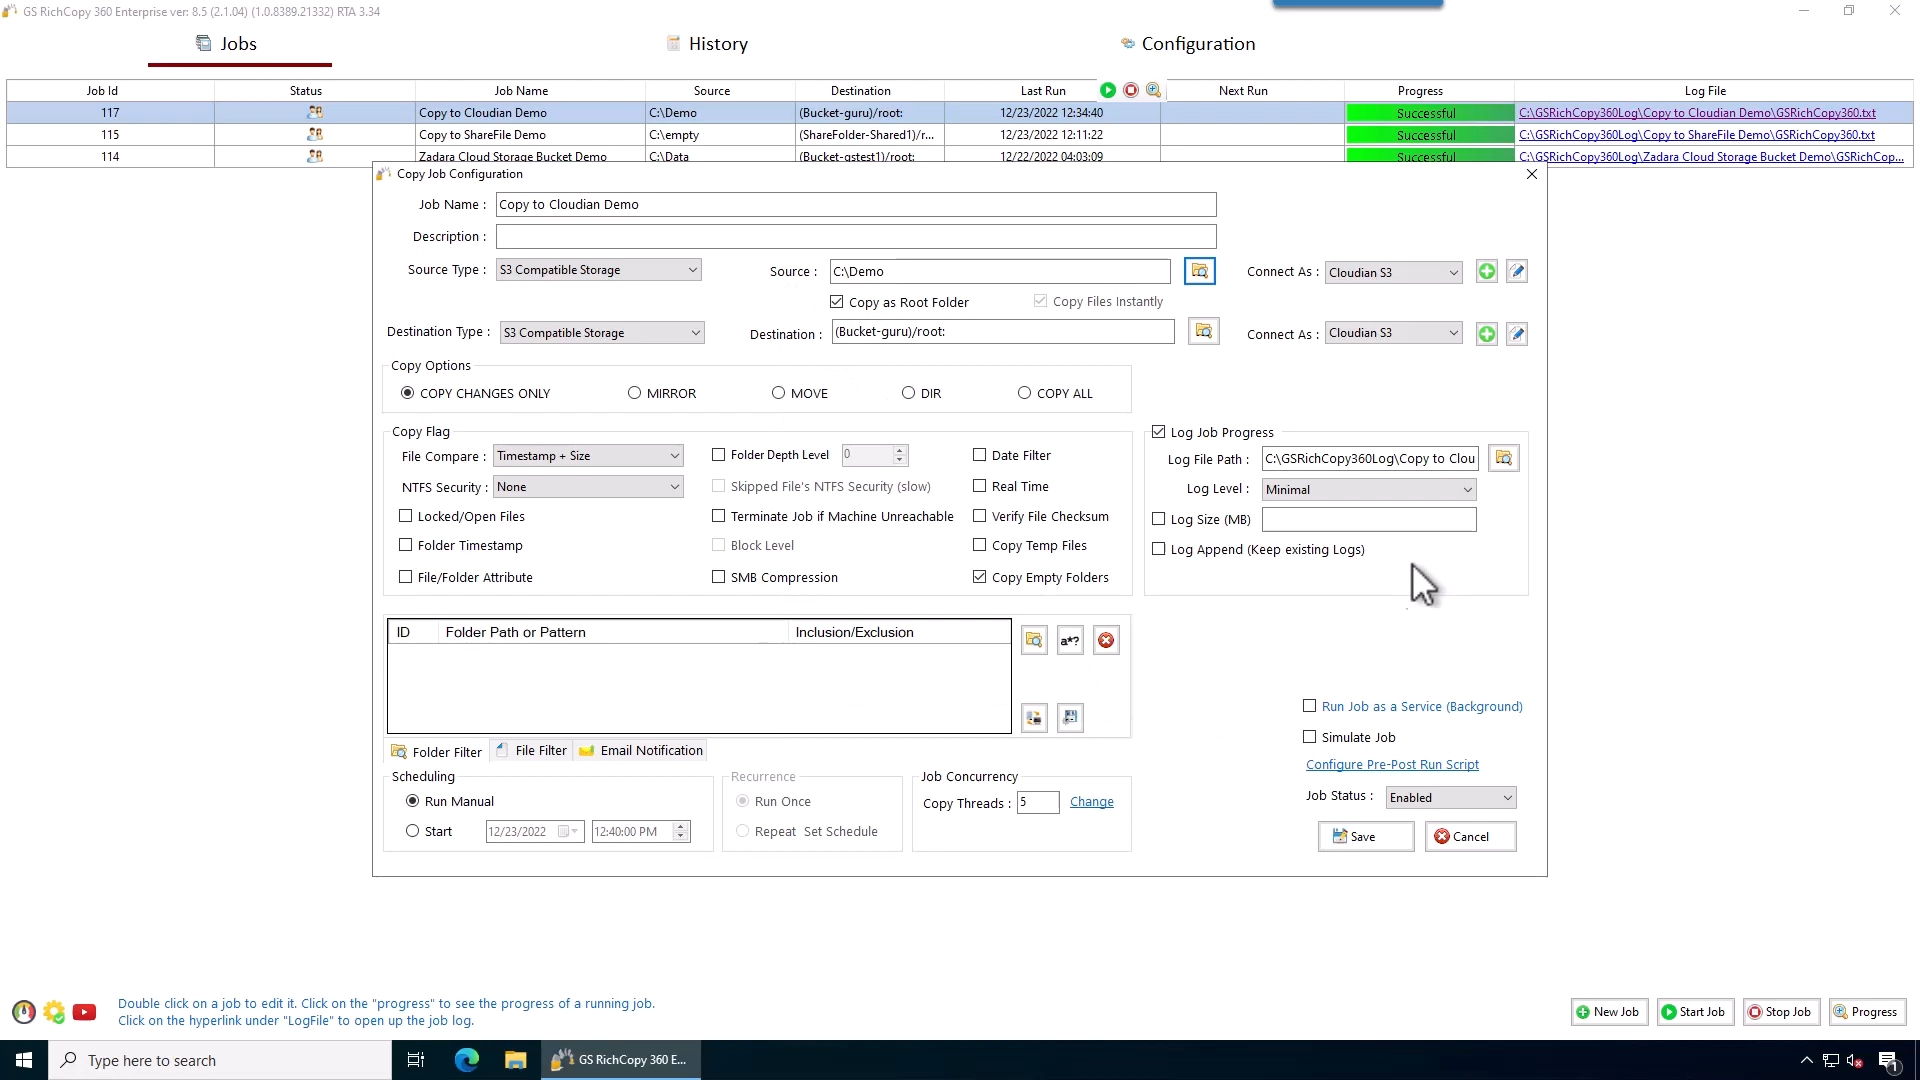 GS RichCopy 360 Enterprise ver: 8.5 (2.1.04) (1.0.8389.21332) RTA 3.34
Jobs History Configuration
Job Id Status Job Name Source Destination Last Run Next Run Progress Log File
117 Copy to Cloudian Demo C:\Demo (Bucket-guru)/root: 12/23/2022 12:34:40 Successful C:\GSRichCopy360Log\Copy to Cloudian Demo\GSRichCopy360.txt
115 Copy to ShareFile Demo C:\empty (ShareFolder-Shared1)/r... 12/23/2022 12:11:22 Successful C:\GSRichCopy360Log\Copy to ShareFile Demo\GSRichCopy360.txt
114 Zadara Cloud Storage Bucket Demo C:\Data (Bucket-gstest1)/root: 12/22/2022 04:03:09 Successful C:\GSRichCopy360Log\Zadara Cloud Storage Bucket Demo\GSRichCop...
Copy Job Configuration
Job Name : Copy to Cloudian Demo
Description :
Source Type : S3 Compatible Storage Source : C:\Demo Connect As : Cloudian S3
Copy as Root Folder Copy Files Instantly
Destination Type : S3 Compatible Storage Destination : (Bucket-guru)/root: Connect As : Cloudian S3
Copy Options
COPY CHANGES ONLY MIRROR MOVE DIR COPY ALL
Copy Flag Log Job Progress
File Compare : Timestamp + Size Folder Depth Level 0 Date Filter Log File Path : C:\GSRichCopy360Log\Copy to Clou
NTFS Security : None Skipped File's NTFS Security (slow) Real Time Log Level : Minimal
Locked/Open Files Terminate Job if Machine Unreachable Verify File Checksum Log Size (MB)
Folder Timestamp Block Level Copy Temp Files Log Append (Keep existing Logs)
File/Folder Attribute SMB Compression Copy Empty Folders
ID Folder Path or Pattern Inclusion/Exclusion a*?
Run Job as a Service (Background)
Simulate Job
Folder Filter File Filter Email Notification
Configure Pre-Post Run Script
Scheduling Recurrence Job Concurrency
Run Manual Run Once Copy Threads : 5 Change Job Status : Enabled
Start 12/23/2022 12:40:00 PM Repeat Set Schedule
Save Cancel
Double click on a job to edit it. Click on the "progress" to see the progress of a running job.
Click on the hyperlink under "LogFile" to open up the job log.
New Job Start Job Stop Job Progress
Type here to search GS RichCopy 360 E... 1